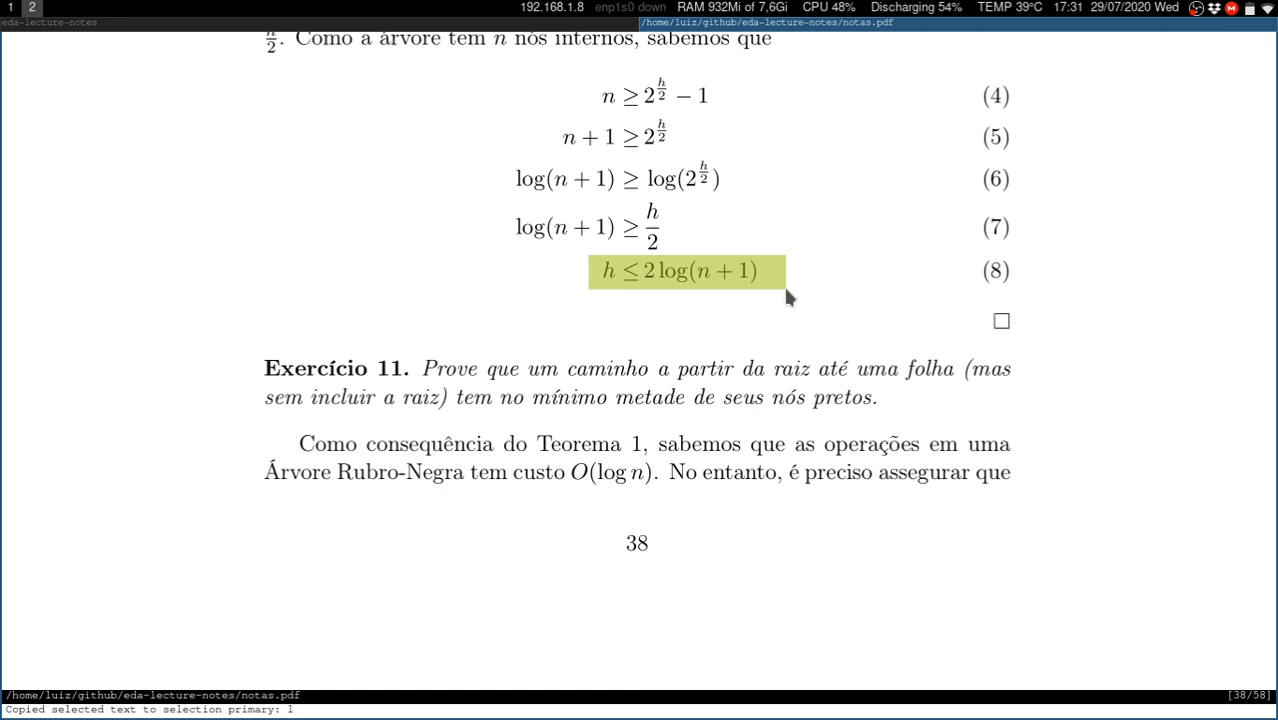 1 2 192.168.1.8 enp1s0 down RAM 932Mi of 7,6Gi CPU 48% Discharging 54% TEMP 39°C 17:31 29/07/2020 Wed
eda-lecture-notes /home/luiz/github/eda-lecture-notes/notas.pdf
h/2. Como a árvore tem n nós internos, sabemos que
n ≥ 2^{h/2} − 1 (4)
n + 1 ≥ 2^{h/2} (5)
log(n + 1) ≥ log(2^{h/2}) (6)
log(n + 1) ≥ h/2 (7)
h ≤ 2 log(n + 1) (8)
□
Exercício 11. Prove que um caminho a partir da raiz até uma folha (mas
sem incluir a raiz) tem no mínimo metade de seus nós pretos.
Como consequência do Teorema 1, sabemos que as operações em uma
Árvore Rubro-Negra tem custo O(log n). No entanto, é preciso assegurar que
38
/home/luiz/github/eda-lecture-notes/notas.pdf [38/58]
Copied selected text to selection primary: l